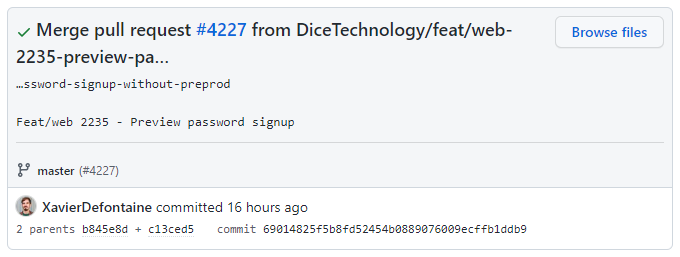 Merge pull request #4227 from DiceTechnology/feat/web-
2235-preview-pa…
Browse files
…ssword-signup-without-preprod
Feat/web 2235 - Preview password signup
master (#4227)
XavierDefontaine committed 16 hours ago
2 parents b845e8d + c13ced5 commit 69014825f5b8fd52454b0889076009ecffb1ddb9